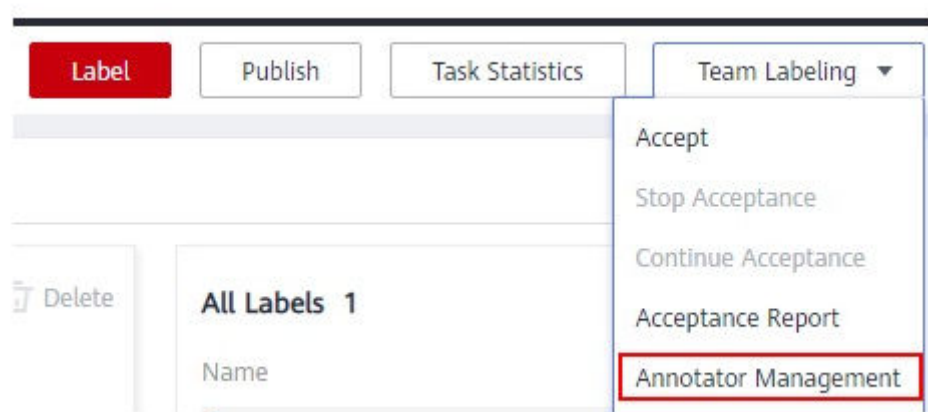 Label Publish Task Statistics Team Labeling
Accept
Stop Acceptance
Continue Acceptance
Delete
All Labels 1
Acceptance Report
Name
Annotator Management